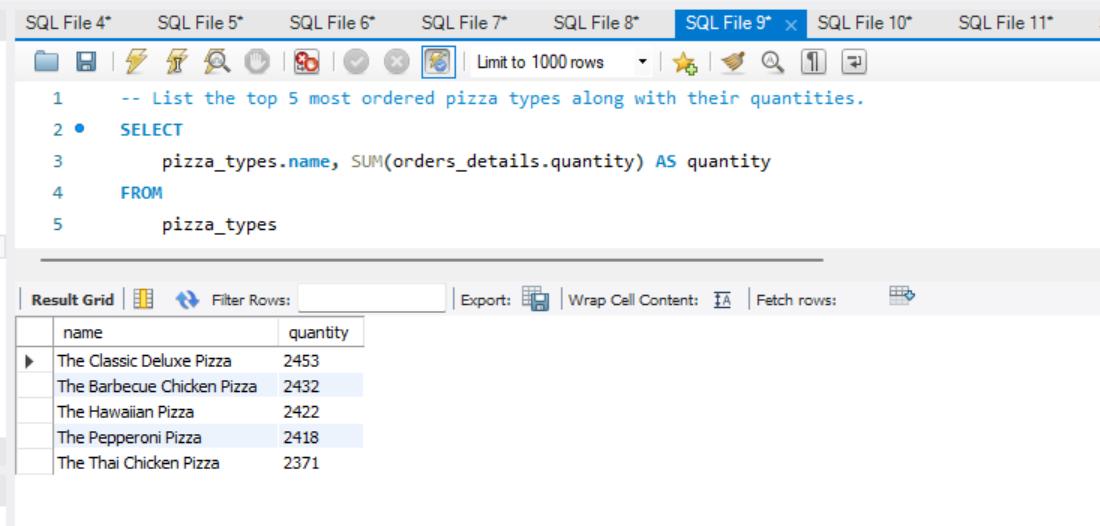 SQL File 4* SQL File 5* SQL File 6* SQL File 7* SQL File 8* SQL File 9* × SQL File 10* SQL File 11*
Limit to 1000 rows
1 -- List the top 5 most ordered pizza types along with their quantities.
2 SELECT
3 pizza_types.name, SUM(orders_details.quantity) AS quantity
4 FROM
5 pizza_types
Result Grid Filter Rows: Export: Wrap Cell Content: Fetch rows:
name quantity
The Classic Deluxe Pizza 2453
The Barbecue Chicken Pizza 2432
The Hawaiian Pizza 2422
The Pepperoni Pizza 2418
The Thai Chicken Pizza 2371